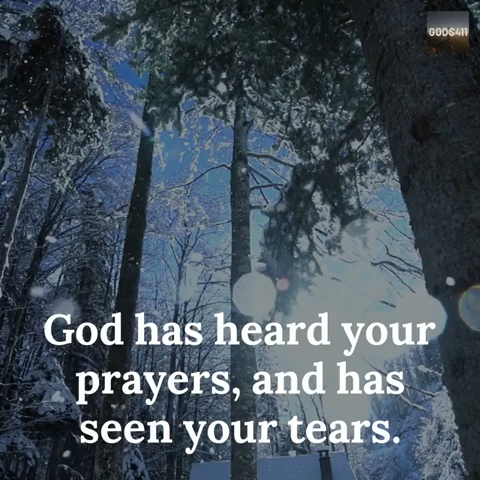 GODS411
God has heard your
prayers, and has
seen your tears.